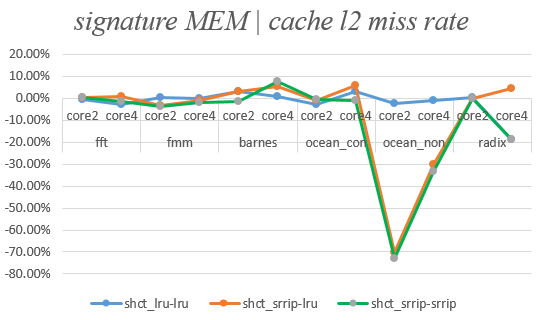 signature MEM | cache l2 miss rate
20.00%
10.00%
0.00%
-10.00%
-20.00%
-30.00%
-40.00%
-50.00%
-60.00%
-70.00%
-80.00%
core2 core4 core2 core4 core2 core4 core2 core4 core2 core4 core2 core4
fft fmm barnes ocean_con ocean_non radix
shct_lru-lru shct_srrip-lru shct_srrip-srrip